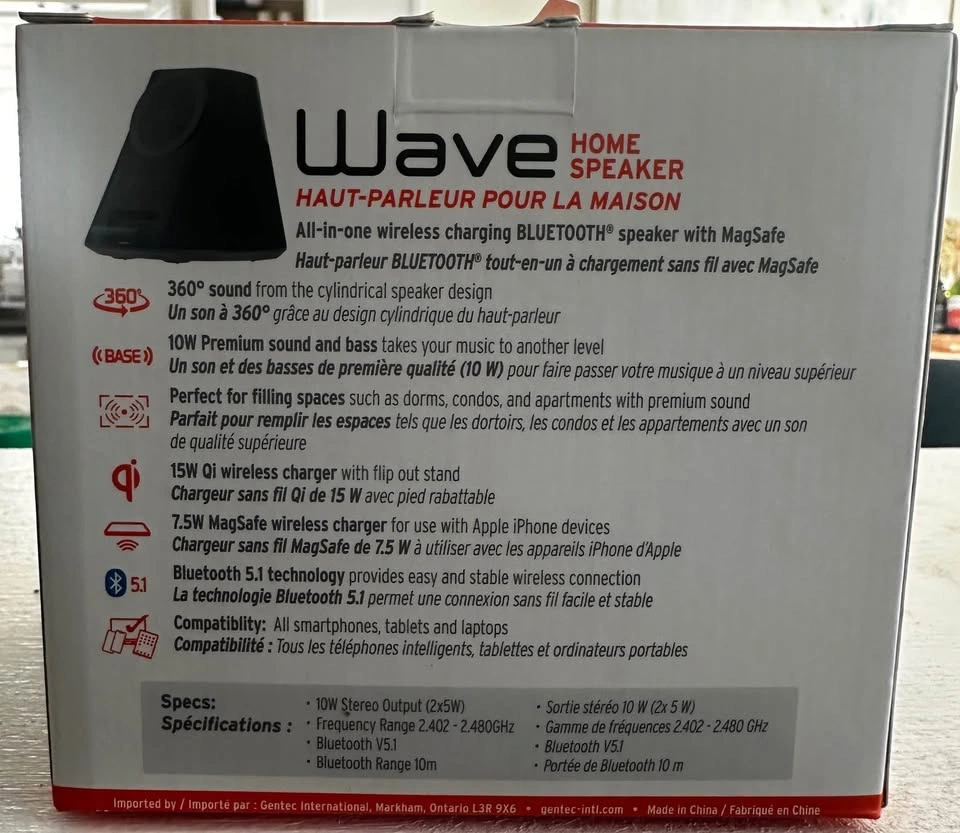 Wave HOME SPEAKER
HAUT-PARLEUR POUR LA MAISON
All-in-one wireless charging BLUETOOTH® speaker with MagSafe
Haut-parleur BLUETOOTH® tout-en-un à chargement sans fil avec MagSafe
360°
360° sound from the cylindrical speaker design
Un son à 360° grâce au design cylindrique du haut-parleur
((BASE))
10W Premium sound and bass takes your music to another level
Un son et des basses de première qualité (10 W) pour faire passer votre musique à un niveau supérieur
Perfect for filling spaces such as dorms, condos, and apartments with premium sound
Parfait pour remplir les espaces tels que les dortoirs, les condos et les appartements avec un son
de qualité supérieure
qi
15W Qi wireless charger with flip out stand
Chargeur sans fil Qi de 15 W avec pied rabattable
7.5W MagSafe wireless charger for use with Apple iPhone devices
Chargeur sans fil MagSafe de 7.5 W à utiliser avec les appareils iPhone d'Apple
5.1
Bluetooth 5.1 technology provides easy and stable wireless connection
La technologie Bluetooth 5.1 permet une connexion sans fil facile et stable
Compatiblity: All smartphones, tablets and laptops
Compatibilité : Tous les téléphones intelligents, tablettes et ordinateurs portables
Specs:
Spécifications :
• 10W Stereo Output (2x5W)
• Frequency Range 2.402 - 2.480GHz
• Bluetooth V5.1
• Bluetooth Range 10m
• Sortie stéréo 10 W (2x 5 W)
• Gamme de fréquences 2.402 - 2.480 GHz
• Bluetooth V5.1
• Portée de Bluetooth 10 m
Imported by / Importé par : Gentec International, Markham, Ontario L3R 9X6 • gentec-intl.com • Made in China / Fabriqué en Chine